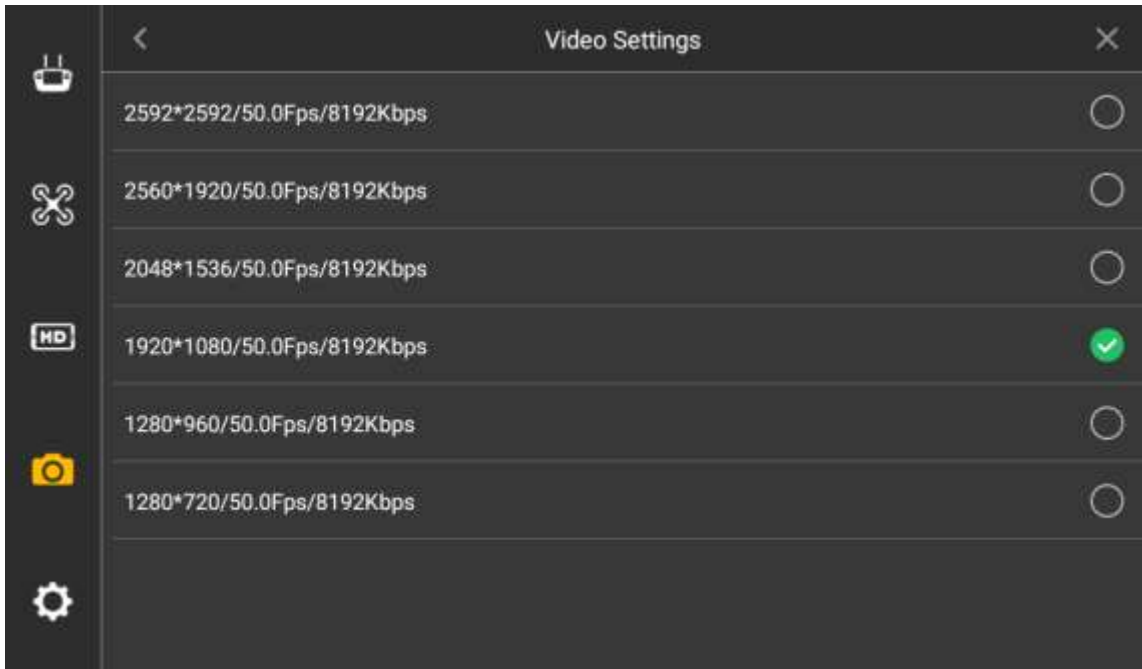 Video Settings
2592*2592/50.0Fps/8192Kbps
2560*1920/50.0Fps/8192Kbps
2048*1536/50.0Fps/8192Kbps
HD
1920*1080/50.0Fps/8192Kbps
1280*960/50.0Fps/8192Kbps
1280*720/50.0Fps/8192Kbps